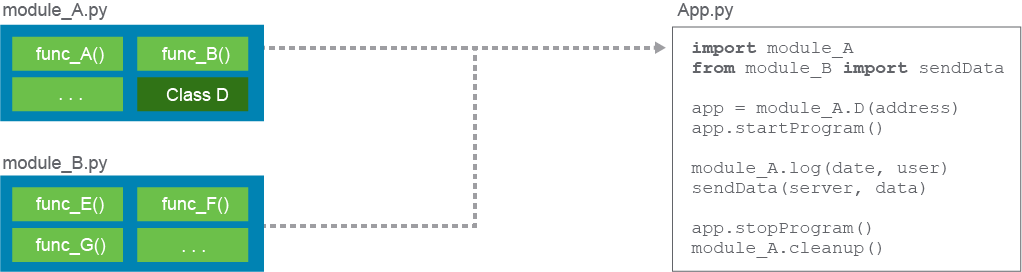 module_A.py
func_A()
func_B()
. . .
Class D
module_B.py
func_E()
func_F()
func_G()
. . .
App.py
import module_A
from module_B import sendData
app = module_A.D(address)
app.startProgram()
module_A.log(date, user)
sendData(server, data)
app.stopProgram()
module_A.cleanup()